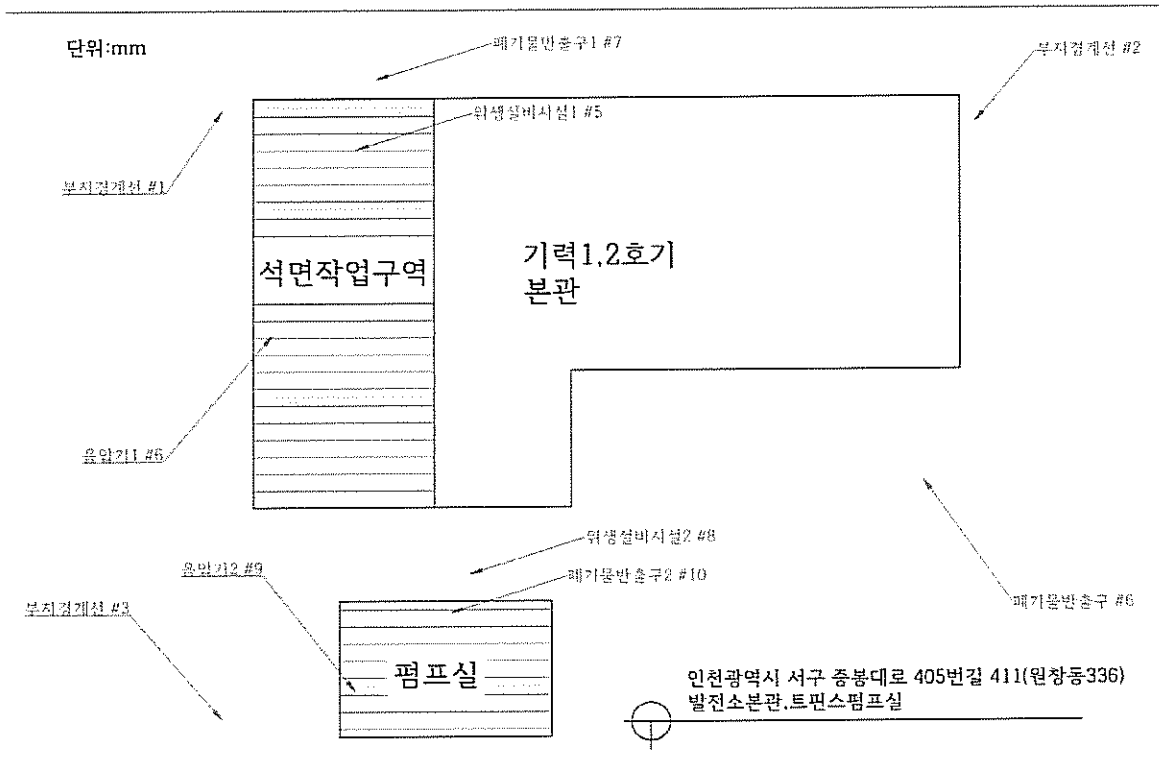 단위:mm
폐기물반출구1 #7
부지경계선 #2
위생설비시설1 #5
부지경계선 #1
석면작업구역
기력1,2호기
본관
음압기1 #6
위생설비시설2 #8
음압기2 #9
폐기물반출구2 #10
부지경계선 #3
폐기물반출구 #6
펌프실
인천광역시 서구 중봉대로 405번길 411(원창동336)
발전소본관,트핀스펌프실